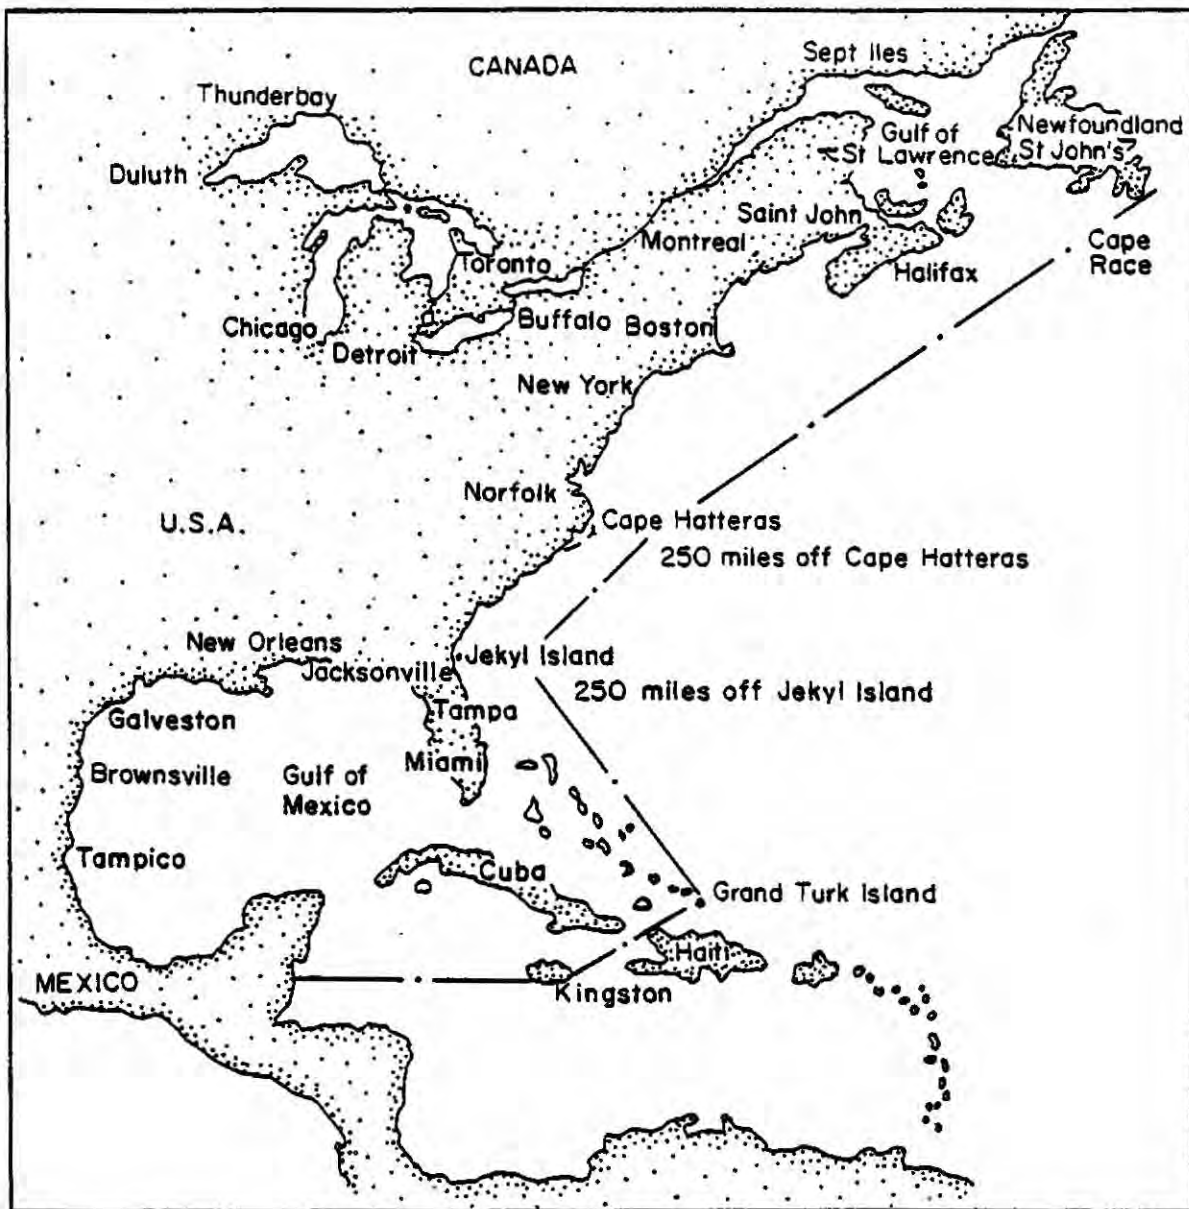 CANADA
Sept Iles
Thunderbay
Gulf of
St Lawrence
Newfoundland
St John's
Duluth
Saint John
Montreal
Halifax
Cape
Race
Toronto
Chicago
Detroit
Buffalo
Boston
New York
Norfolk
U.S.A.
Cape Hatteras
250 miles off Cape Hatteras
New Orleans
Jekyl Island
Jacksonville
250 miles off Jekyl Island
Galveston
Tampa
Brownsville
Gulf of
Mexico
Miami
Tampico
Cuba
Grand Turk Island
Haiti
MEXICO
Kingston